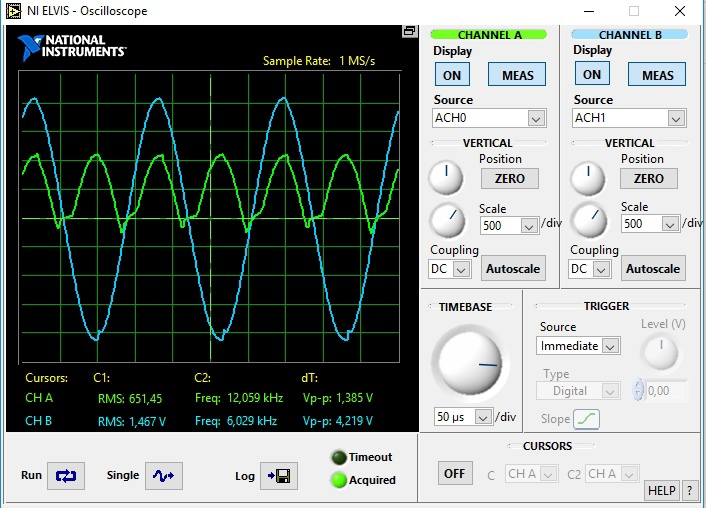 NI ELVIS - Oscilloscope
NATIONAL
INSTRUMENTS™
Sample Rate: 1 MS/s
Cursors: C1: C2: dT:
CH A RMS: 651,45 Freq: 12,059 kHz Vp-p: 1,385 V
CH B RMS: 1,467 V Freq: 6,029 kHz Vp-p: 4,219 V
Run Single Log Timeout
Acquired
CHANNEL A
Display
ON MEAS
Source
ACH0
VERTICAL
Position
ZERO
Scale
500 /div
Coupling
DC Autoscale
CHANNEL B
Display
ON MEAS
Source
ACH1
VERTICAL
Position
ZERO
Scale
500 /div
Coupling
DC Autoscale
TIMEBASE
50 µs /div
TRIGGER
Source Level (V)
Immediate
Type
Digital 0,00
Slope
CURSORS
OFF C CH A C2 CH A
HELP ?